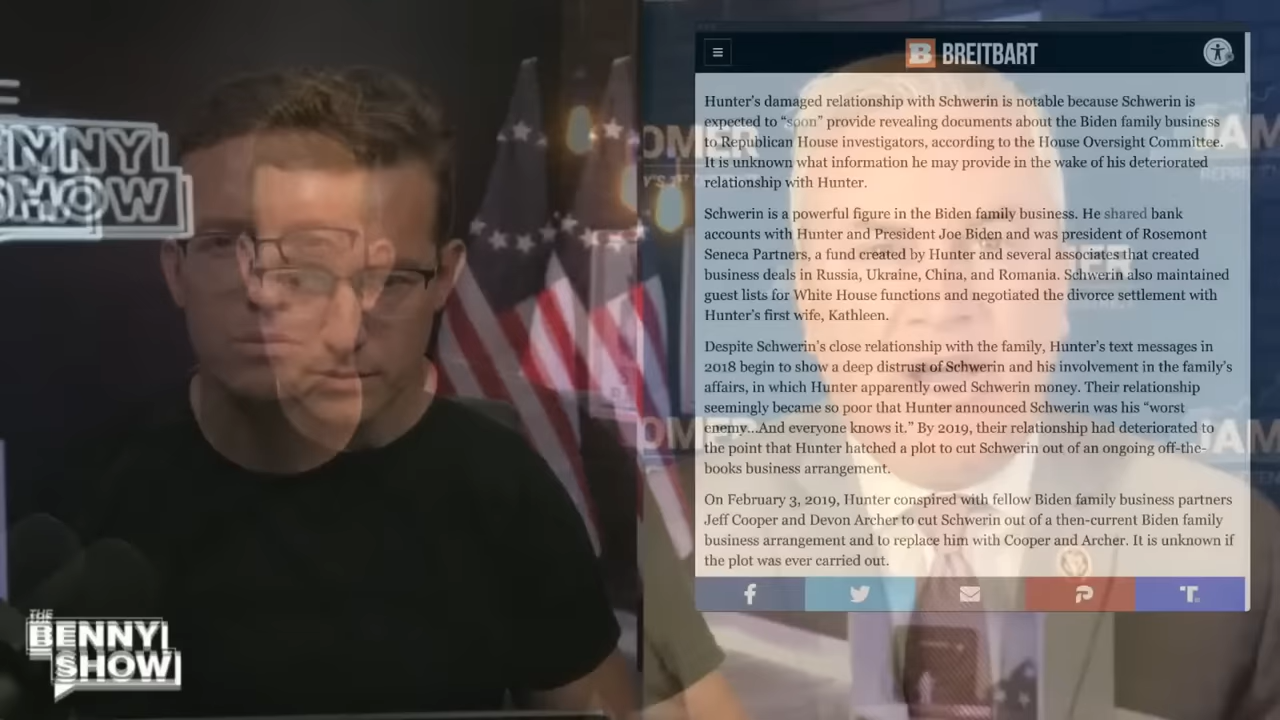 ENNY
SHOW
BREITBART
Hunter's damaged relationship with Schwerin is notable because Schwerin is
expected to “soon” provide revealing documents about the Biden family business
to Republican House investigators, according to the House Oversight Committee.
It is unknown what information he may provide in the wake of his deteriorated
relationship with Hunter.
Schwerin is a powerful figure in the Biden family business. He shared bank
accounts with Hunter and President Joe Biden and was president of Rosemont
Seneca Partners, a fund created by Hunter and several associates that created
business deals in Russia, Ukraine, China, and Romania. Schwerin also maintained
guest lists for White House functions and negotiated the divorce settlement with
Hunter’s first wife, Kathleen.
Despite Schwerin’s close relationship with the family, Hunter’s text messages in
2018 begin to show a deep distrust of Schwerin and his involvement in the family’s
affairs, in which Hunter apparently owed Schwerin money. Their relationship
seemingly became so poor that Hunter announced Schwerin was his “worst
enemy...And everyone knows it.” By 2019, their relationship had deteriorated to
the point that Hunter hatched a plot to cut Schwerin out of an ongoing off-the-
books business arrangement.
On February 3, 2019, Hunter conspired with fellow Biden family business partners
Jeff Cooper and Devon Archer to cut Schwerin out of a then-current Biden family
business arrangement and to replace him with Cooper and Archer. It is unknown if
the plot was ever carried out.
THE
BENNY
SHOW